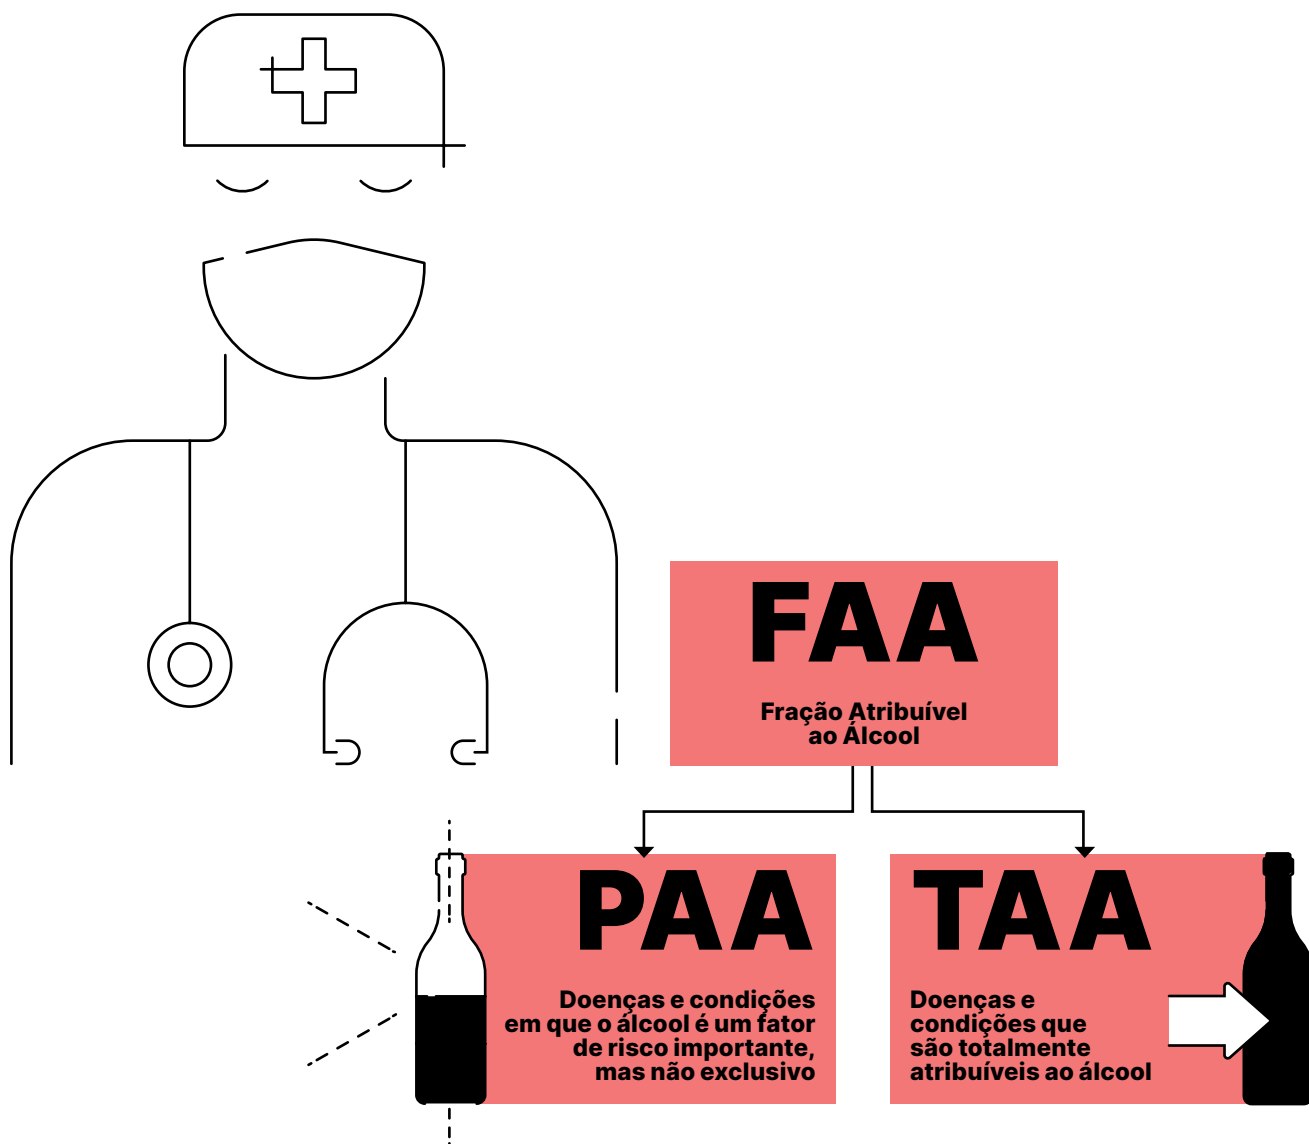 FAA
Fração Atribuível
ao Álcool
PAA
Doenças e condições
em que o álcool é um fator
de risco importante,
mas não exclusivo
TAA
Doenças e
condições que
são totalmente
atribuíveis ao álcool